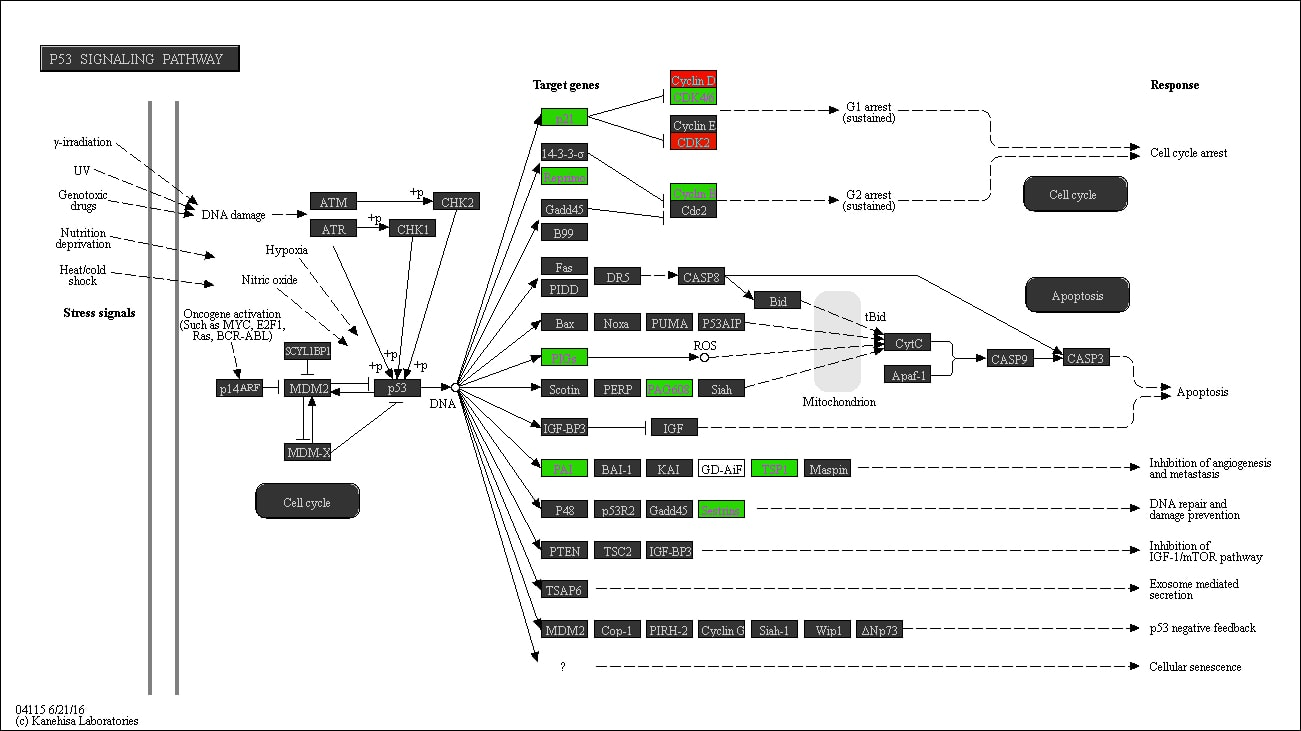 P53 SIGNALING PATHWAY
Target genes
Response
Cyclin D
CDK4/6
p21
G1 arrest
(sustained)
Cyclin E
CDK2
γ-irradiation
UV
Genotoxic
drugs
Nutrition
deprivation
Heat/cold
shock
Stress signals
DNA damage
ATM
+p
CHK2
ATR
+p
CHK1
Hypoxia
Nitric oxide
Oncogene activation
(Such as MYC, E2F1,
Ras, BCR-ABL)
SCYL1BP1
+p
+p
+p
p14ARF
MDM2
p53
DNA
MDM-X
Cell cycle
14-3-3-σ
Reprimo
Cyclin B
Cdc2
G2 arrest
(sustained)
Cell cycle arrest
Cell cycle
Gadd45
B99
Fas
PIDD
DR5
CASP8
Bid
tBid
Apoptosis
Bax
Noxa
PUMA
P53AIP
CytC
PIGs
ROS
CASP9
CASP3
Apaf-1
Scotin
PERP
PAG608
Siah
Mitochondrion
Apoptosis
IGF-BP3
IGF
PAI
BAI-1
KAI
GD-AiF
TSP1
Maspin
Inhibition of angiogenesis
and metastasis
P48
p53R2
Gadd45
Sestrins
DNA repair and
damage prevention
PTEN
TSC2
IGF-BP3
Inhibition of
IGF-1/mTOR pathway
TSAP6
Exosome mediated
secretion
MDM2
Cop-1
PIRH-2
Cyclin G
Siah-1
Wip1
ΔNp73
p53 negative feedback
?
Cellular senescence
04115 6/21/16
(c) Kanehisa Laboratories